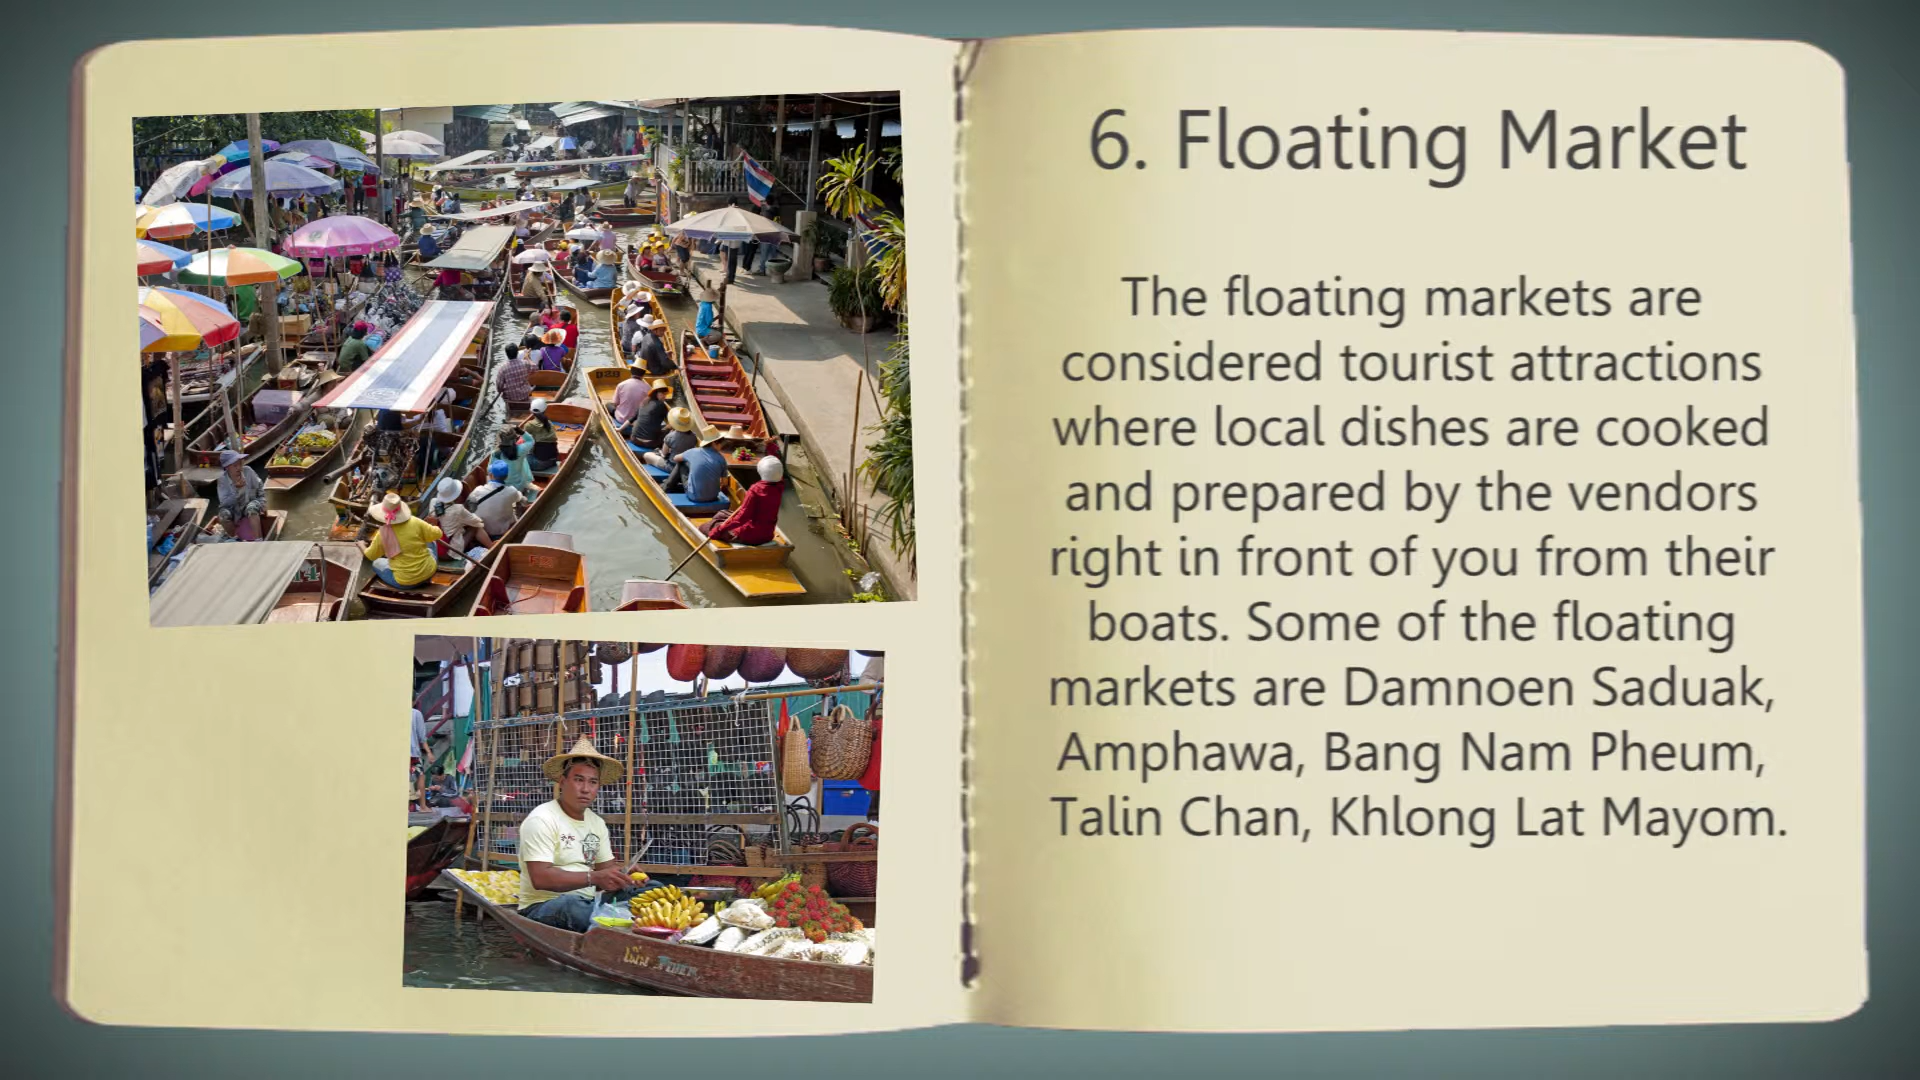 6. Floating Market
The floating markets are
considered tourist attractions
where local dishes are cooked
and prepared by the vendors
right in front of you from their
boats. Some of the floating
markets are Damnoen Saduak,
Amphawa, Bang Nam Pheum,
Talin Chan, Khlong Lat Mayom.